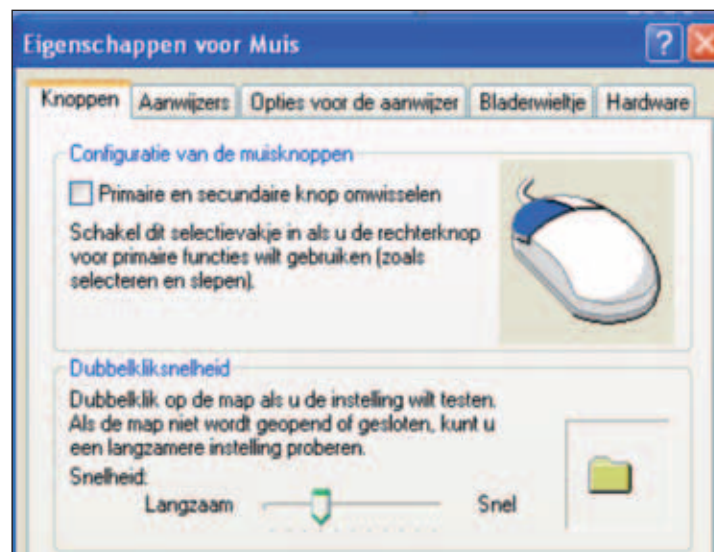 Eigenschappen voor Muis
Knoppen Aanwijzers Opties voor de aanwijzer Bladerwieltje Hardware
Configuratie van de muisknoppen
Primaire en secundaire knop omwisselen
Schakel dit selectievakje in als u de rechterknop
voor primaire functies wilt gebruiken (zoals
selecteren en slepen).
Dubbelkliksnelheid
Dubbelklik op de map als u de instelling wilt testen.
Als de map niet wordt geopend of gesloten, kunt u
een langzamere instelling proberen.
Snelheid:
Langzaam Snel